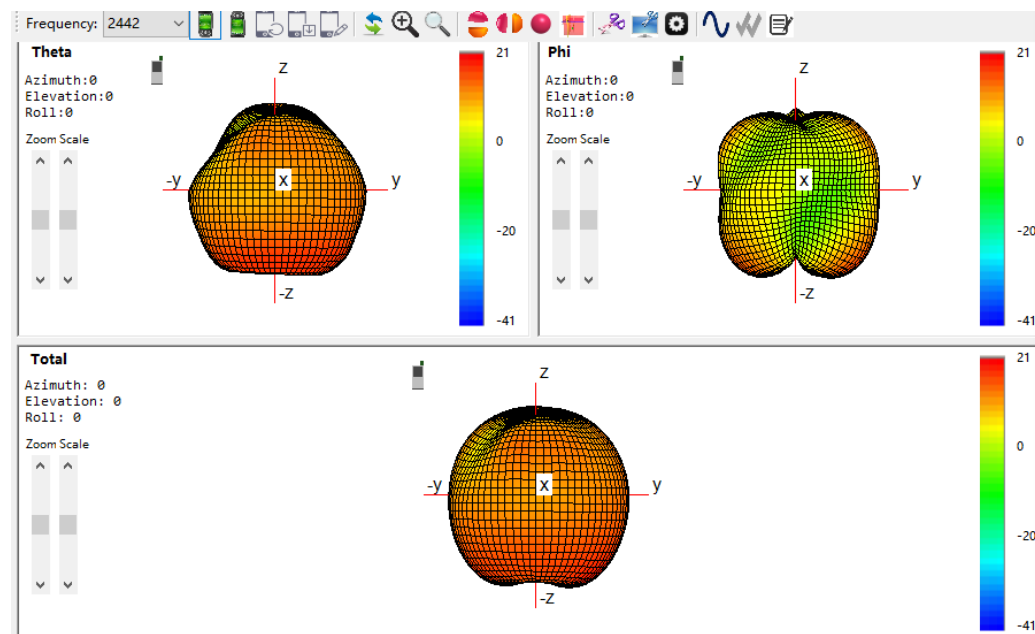 Frequency: 2442
Theta
Azimuth:0
Elevation:0
Roll:0
Zoom Scale
z
-y
x
y
-z
21
0
-20
-41
Phi
Azimuth:0
Elevation:0
Roll:0
Zoom Scale
z
-y
x
y
-z
21
0
-20
-41
Total
Azimuth: 0
Elevation: 0
Roll: 0
Zoom Scale
z
-y
x
y
-z
21
0
-20
-41